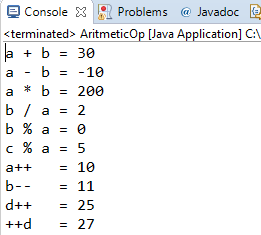 Console Problems @ Javadoc
<terminated> AritmeticOp [Java Application] C:\
a + b = 30
a - b = -10
a * b = 200
b / a = 2
b % a = 0
c % a = 5
a++   = 10
b--   = 11
d++   = 25
++d   = 27